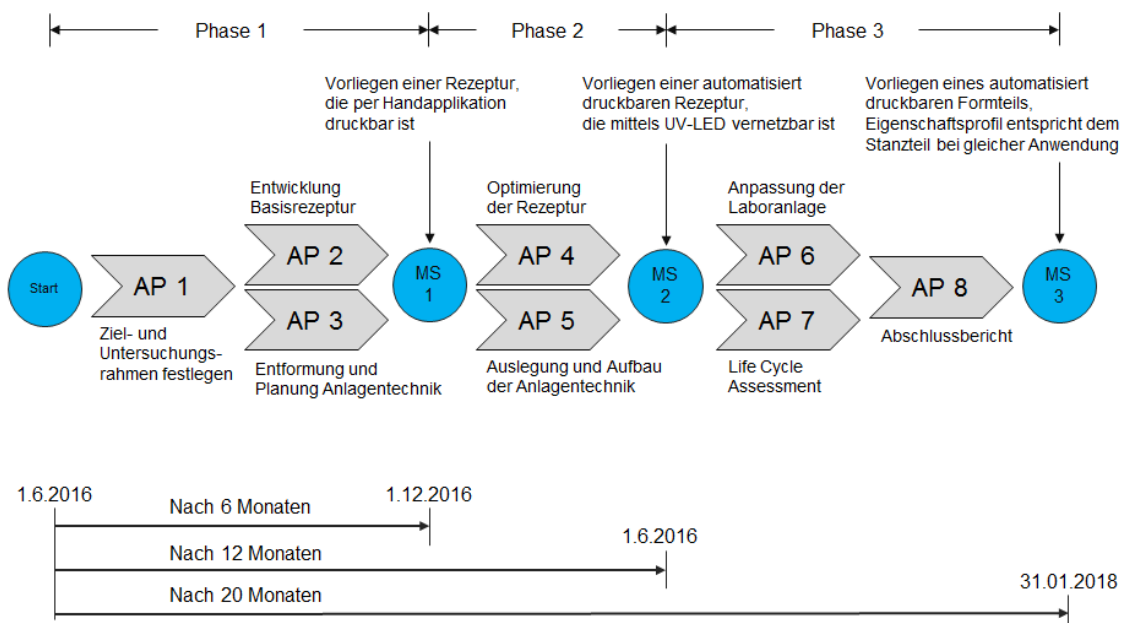 Phase 1
Phase 2
Phase 3
Vorliegen einer Rezeptur,
die per Handapplikation
druckbar ist
Vorliegen einer automatisiert
druckbaren Rezeptur,
die mittels UV-LED vernetzbar ist
Vorliegen eines automatisiert
druckbaren Formteils,
Eigenschaftsprofil entspricht dem
Stanzteil bei gleicher Anwendung
Entwicklung
Basisrezeptur
Optimierung
der Rezeptur
Anpassung der
Laboranlage
Start
AP 1
AP 2
AP 3
MS
1
AP 4
AP 5
MS
2
AP 6
AP 7
AP 8
MS
3
Ziel- und
Untersuchungs-
rahmen festlegen
Entformung und
Planung Anlagentechnik
Auslegung und Aufbau
der Anlagentechnik
Life Cycle
Assessment
Abschlussbericht
1.6.2016
Nach 6 Monaten
1.12.2016
Nach 12 Monaten
1.6.2016
Nach 20 Monaten
31.01.2018